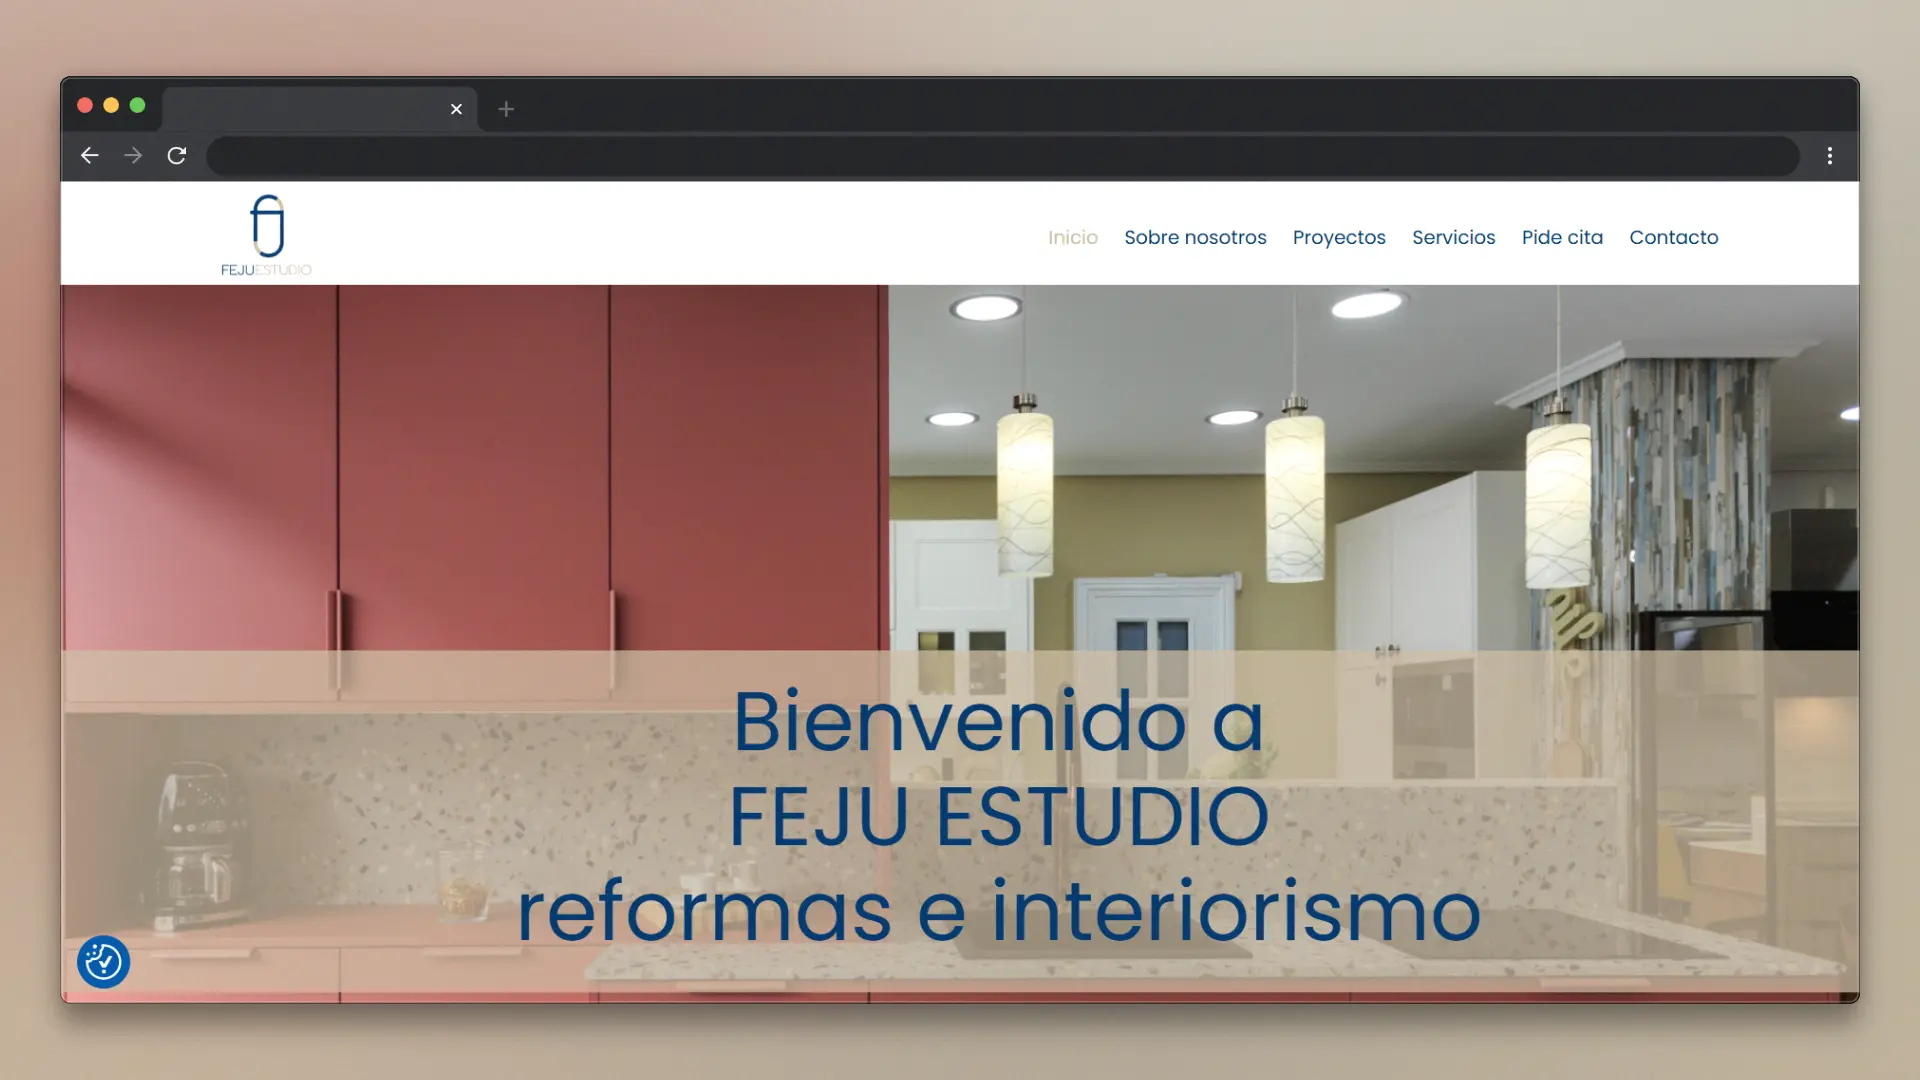 FEJUESTUDIO
Inicio Sobre nosotros Proyectos Servicios Pide cita Contacto
Bienvenido a
FEJU ESTUDIO
reformas e interiorismo